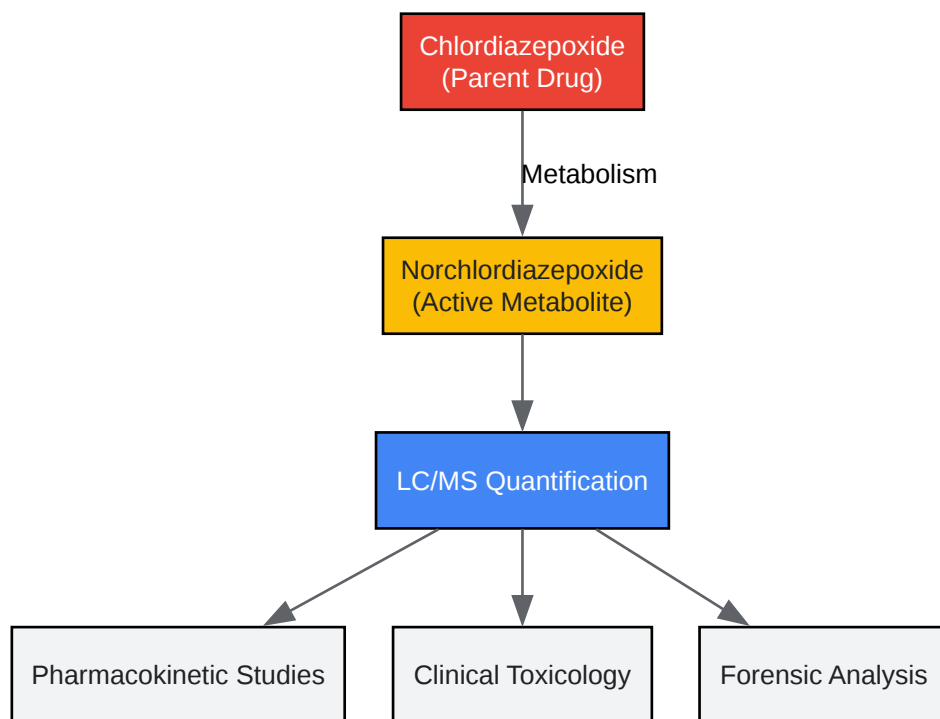 Chlordiazepoxide
(Parent Drug)
Metabolism
Norchlordiazepoxide
(Active Metabolite)
LC/MS Quantification
Pharmacokinetic Studies
Clinical Toxicology
Forensic Analysis